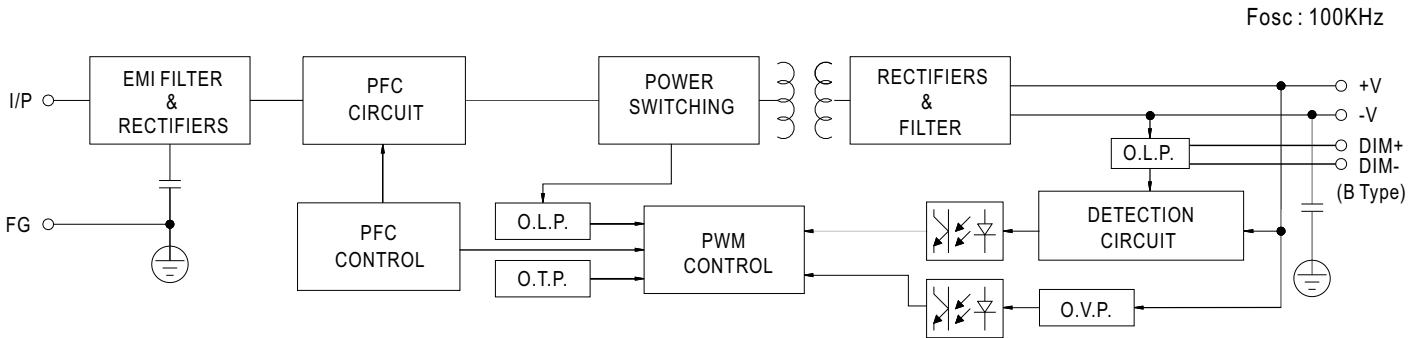 Fosc : 100KHz
I/P
EMI FILTER
&
RECTIFIERS
PFC
CIRCUIT
POWER
SWITCHING
RECTIFIERS
&
FILTER
+V
-V
DIM+
DIM-
(B Type)
O.L.P.
FG
PFC
CONTROL
O.L.P.
O.T.P.
PWM
CONTROL
DETECTION
CIRCUIT
O.V.P.